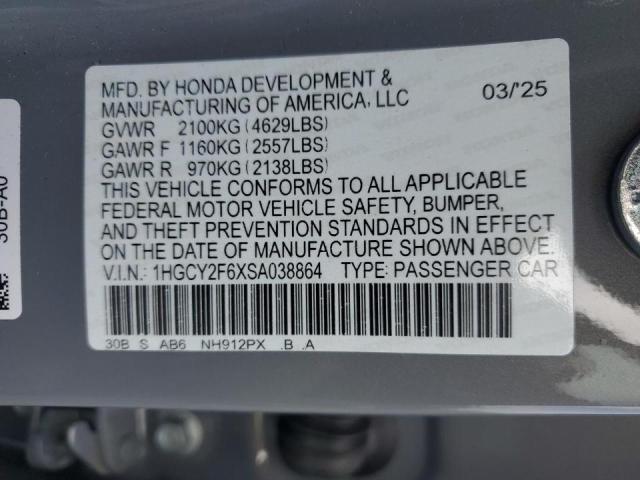 MFD. BY HONDA DEVELOPMENT &
MANUFACTURING OF AMERICA, LLC 03/'25
GVWR 2100KG (4629LBS)
GAWR F 1160KG (2557LBS)
GAWR R 970KG (2138LBS)
THIS VEHICLE CONFORMS TO ALL APPLICABLE
FEDERAL MOTOR VEHICLE SAFETY, BUMPER,
AND THEFT PREVENTION STANDARDS IN EFFECT
ON THE DATE OF MANUFACTURE SHOWN ABOVE.
V.I.N.: 1HGCY2F6XSA038864 TYPE: PASSENGER CAR
30B S AB6 NH912PX .B .A
30B-A0